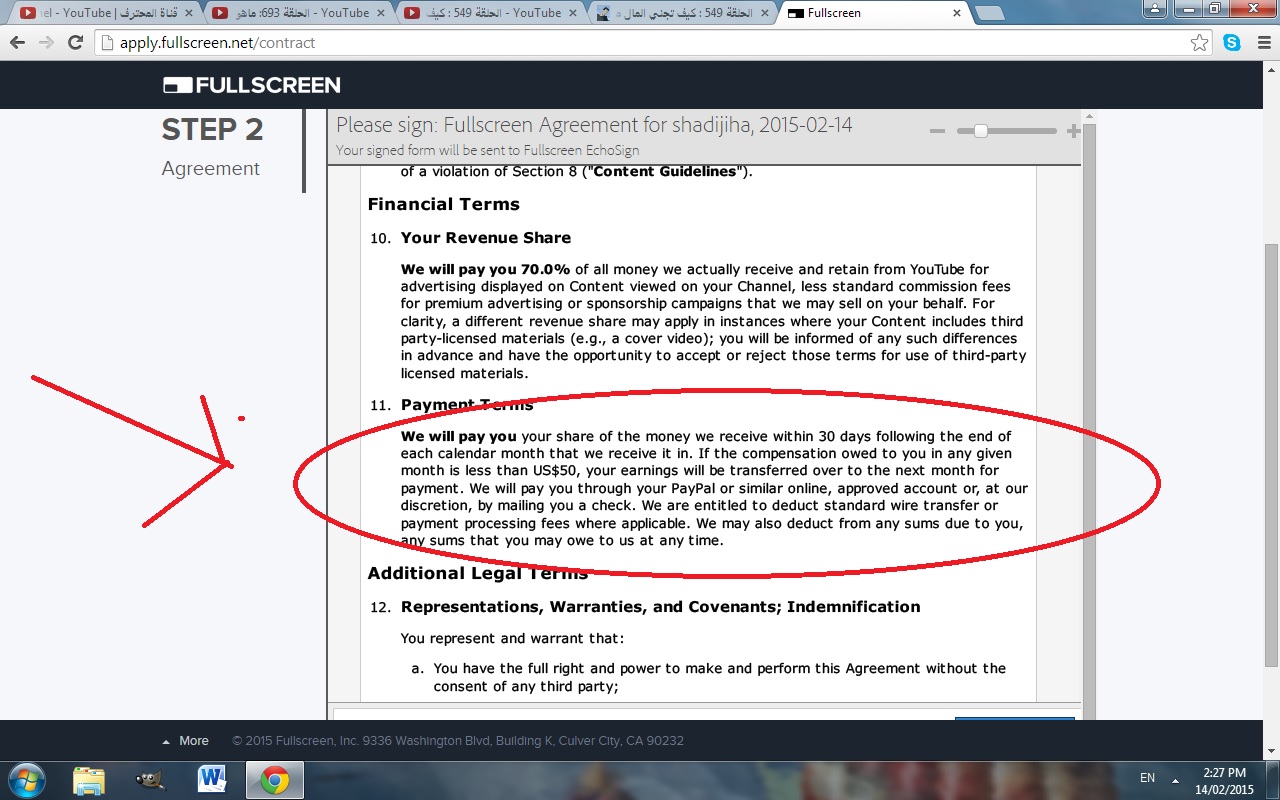 قناة المحترف | YouTube - el
الحلقة 693: ماهو - YouTube
الحلقة 549 : كيف - YouTube
الحلقة 549 : كيف تجني المال م
Fullscreen
apply.fullscreen.net/contract
FULLSCREEN
STEP 2
Agreement
Please sign: Fullscreen Agreement for shadijiha, 2015-02-14
Your signed form will be sent to Fullscreen EchoSign
of a violation of Section 8 ("Content Guidelines").
Financial Terms
10. Your Revenue Share
We will pay you 70.0% of all money we actually receive and retain from YouTube for
advertising displayed on Content viewed on your Channel, less standard commission fees
for premium advertising or sponsorship campaigns that we may sell on your behalf. For
clarity, a different revenue share may apply in instances where your Content includes third
party-licensed materials (e.g., a cover video); you will be informed of any such differences
in advance and have the opportunity to accept or reject those terms for use of third-party
licensed materials.
11. Payment Terms
We will pay you your share of the money we receive within 30 days following the end of
each calendar month that we receive it in. If the compensation owed to you in any given
month is less than US$50, your earnings will be transferred over to the next month for
payment. We will pay you through your PayPal or similar online, approved account or, at our
discretion, by mailing you a check. We are entitled to deduct standard wire transfer or
payment processing fees where applicable. We may also deduct from any sums due to you,
any sums that you may owe to us at any time.
Additional Legal Terms
12. Representations, Warranties, and Covenants; Indemnification
You represent and warrant that:
a. You have the full right and power to make and perform this Agreement without the
consent of any third party;
More
© 2015 Fullscreen, Inc. 9336 Washington Blvd, Building K, Culver City, CA 90232
EN
2:27 PM
14/02/2015